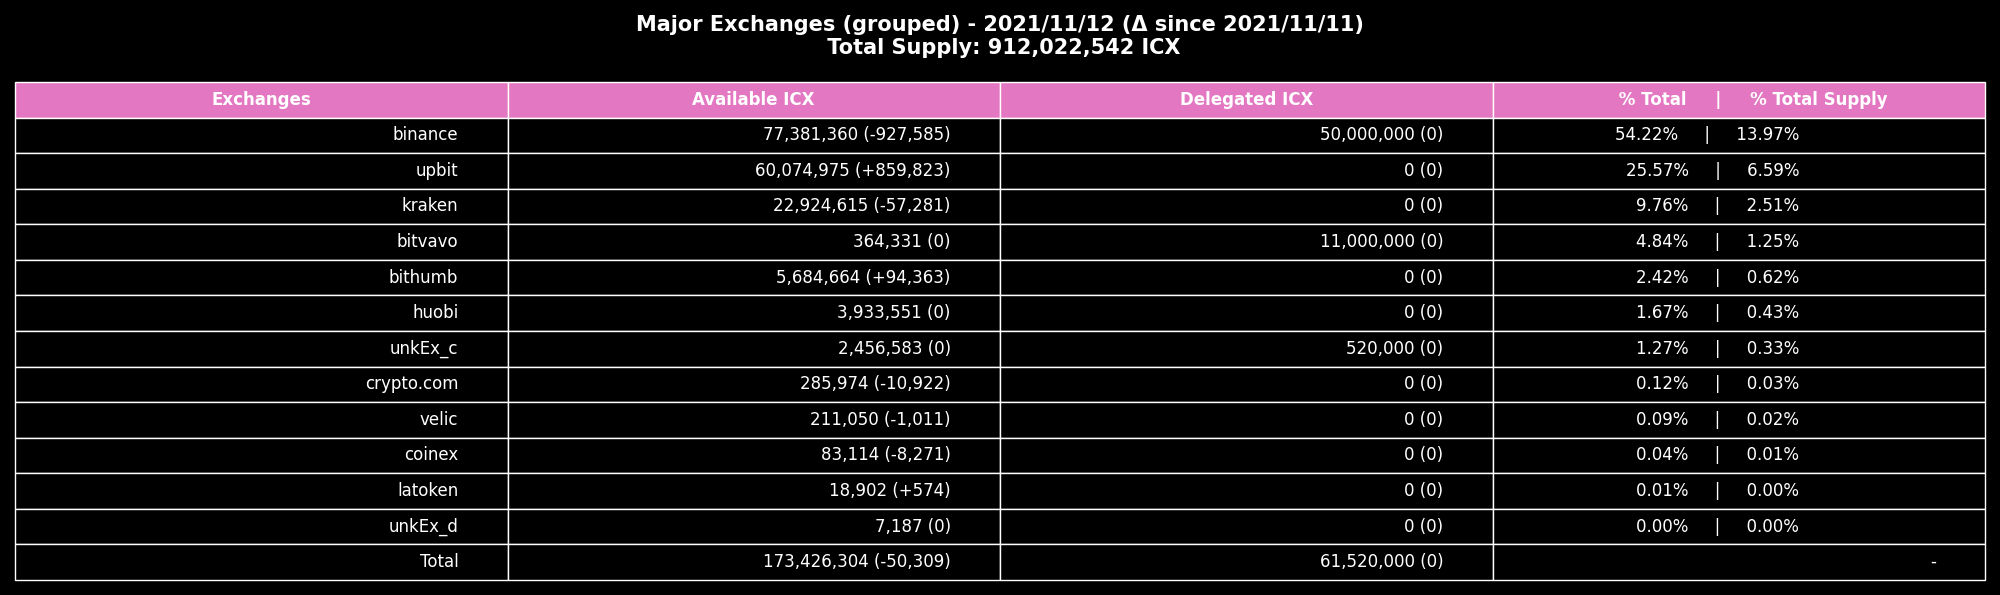 Major Exchanges (grouped) - 2021/11/12 (Δ since 2021/11/11)
Total Supply: 912,022,542 ICX
Exchanges Available ICX Delegated ICX % Total | % Total Supply
binance 77,381,360 (-927,585) 50,000,000 (0) 54.22% | 13.97%
upbit 60,074,975 (+859,823) 0 (0) 25.57% | 6.59%
kraken 22,924,615 (-57,281) 0 (0) 9.76% | 2.51%
bitvavo 364,331 (0) 11,000,000 (0) 4.84% | 1.25%
bithumb 5,684,664 (+94,363) 0 (0) 2.42% | 0.62%
huobi 3,933,551 (0) 0 (0) 1.67% | 0.43%
unkEx_c 2,456,583 (0) 520,000 (0) 1.27% | 0.33%
crypto.com 285,974 (-10,922) 0 (0) 0.12% | 0.03%
velic 211,050 (-1,011) 0 (0) 0.09% | 0.02%
coinex 83,114 (-8,271) 0 (0) 0.04% | 0.01%
latoken 18,902 (+574) 0 (0) 0.01% | 0.00%
unkEx_d 7,187 (0) 0 (0) 0.00% | 0.00%
Total 173,426,304 (-50,309) 61,520,000 (0) -